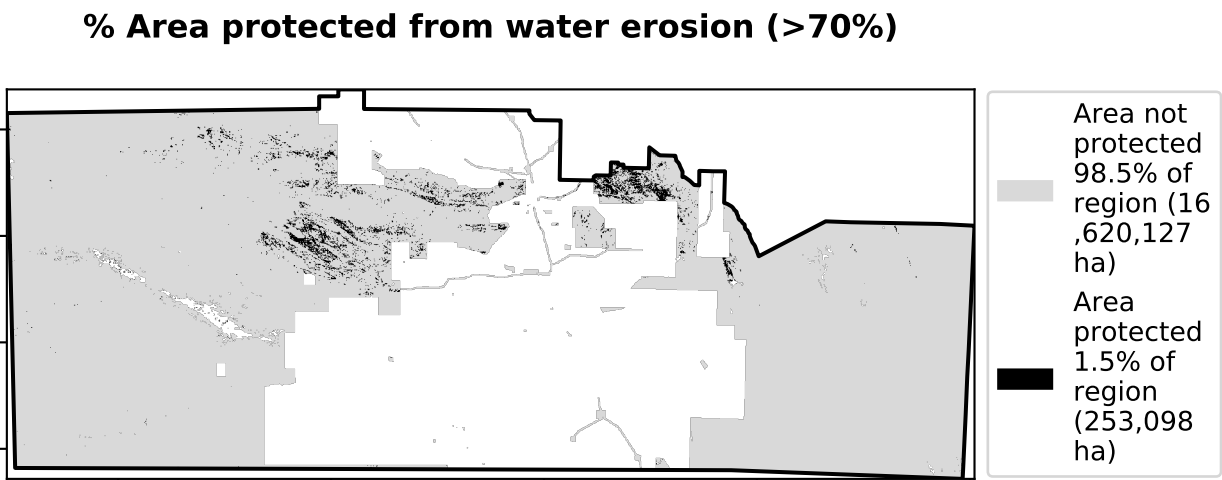 % Area protected from water erosion (>70%)
Area not
protected
98.5% of
region (16
,620,127
ha)
Area
protected
1.5% of
region
(253,098
ha)